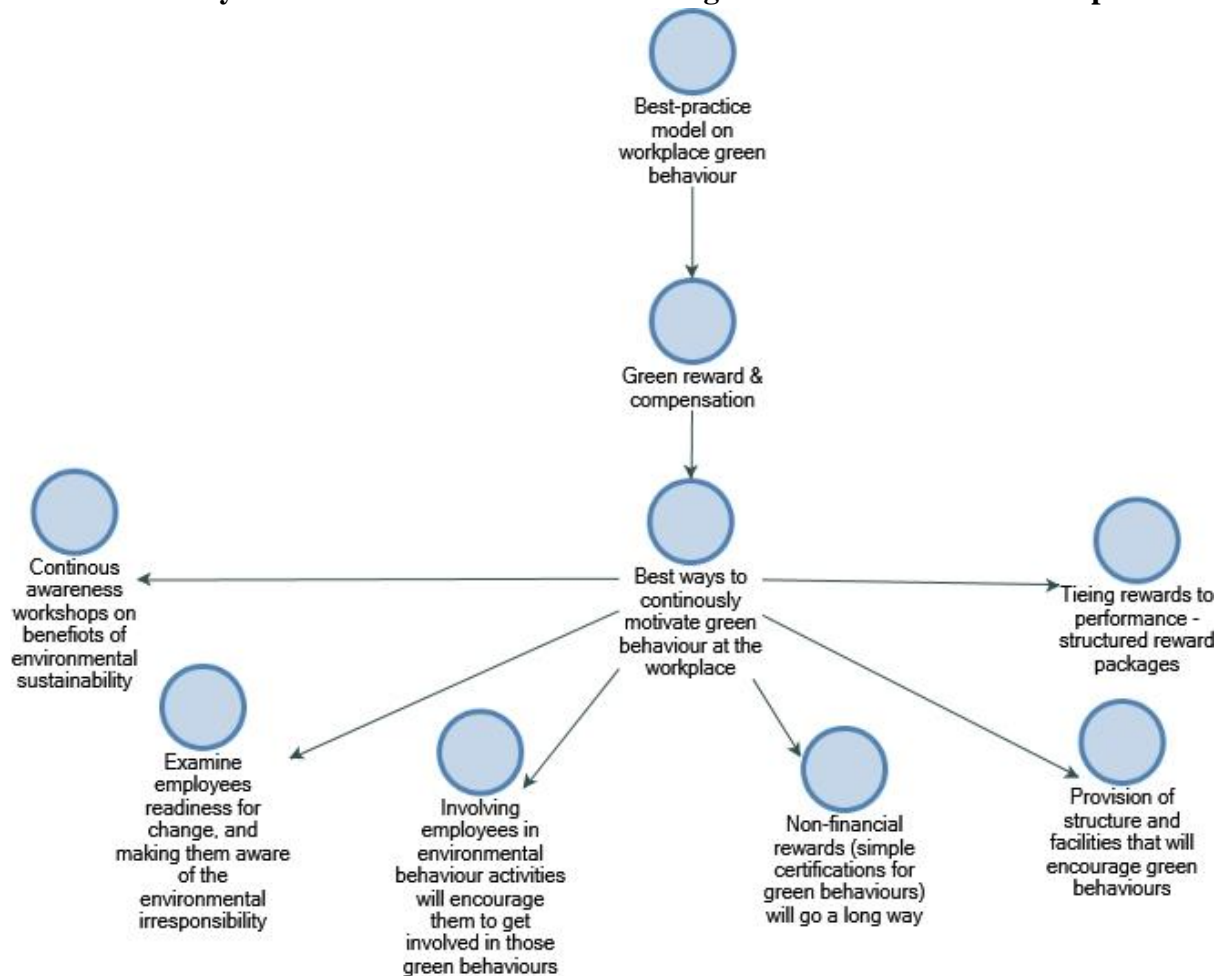 Best-practice
model on
workplace green
behaviour
Green reward &
compensation
Best ways to
continously
motivate green
behaviour at the
workplace
Continous
awareness
workshops on
benefiots of
environmental
sustainability
Examine
employees
readiness for
change, and
making them aware
of the
environmental
irresponsibility
Involving
employees in
environmental
behaviour activities
will encourage
them to get
involved in those
green behaviours
Non-financial
rewards (simple
certifications for
green behaviours)
will go a long way
Provision of
structure and
facilities that will
encourage green
behaviours
Tieing rewards to
performance -
structured reward
packages